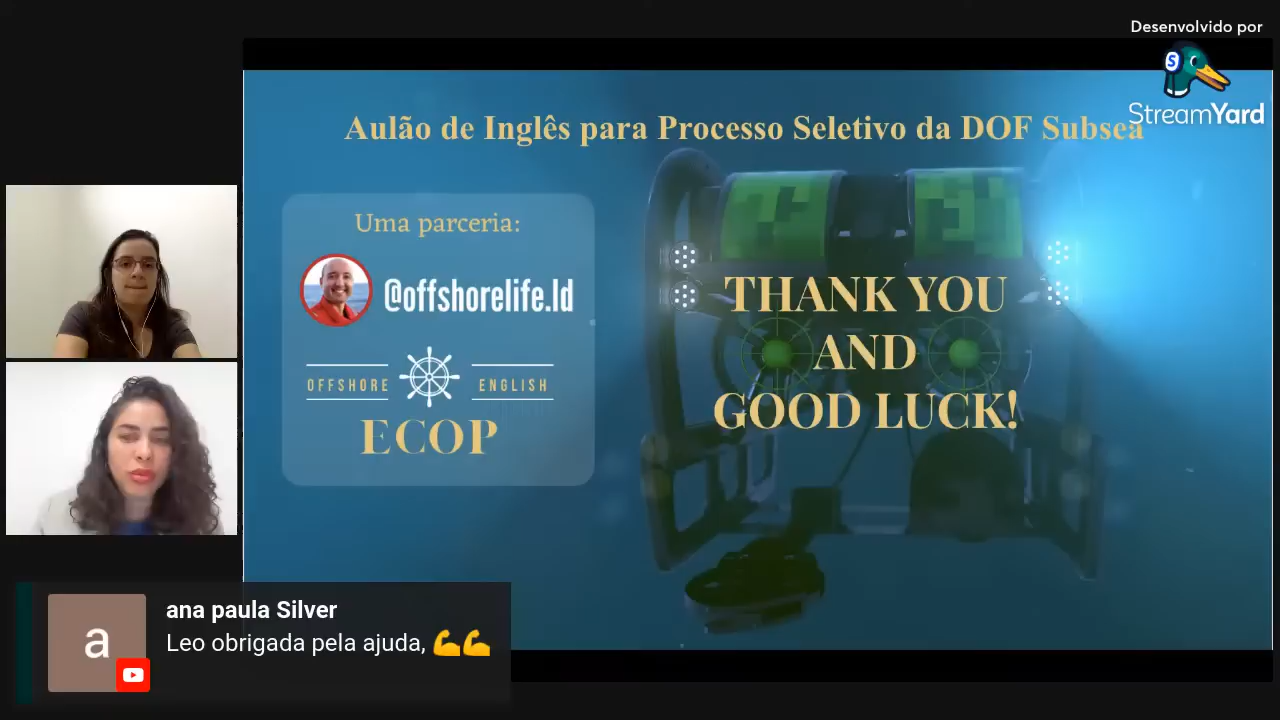 Desenvolvido por
StreamYard
Aulão de Inglês para Processo Seletivo da DOF Subsea
Uma parceria:
@offshorelife.ld
OFFSHORE ENGLISH
ECOP
THANK YOU
AND
GOOD LUCK!
a
ana paula Silver
Leo obrigada pela ajuda, 💪💪